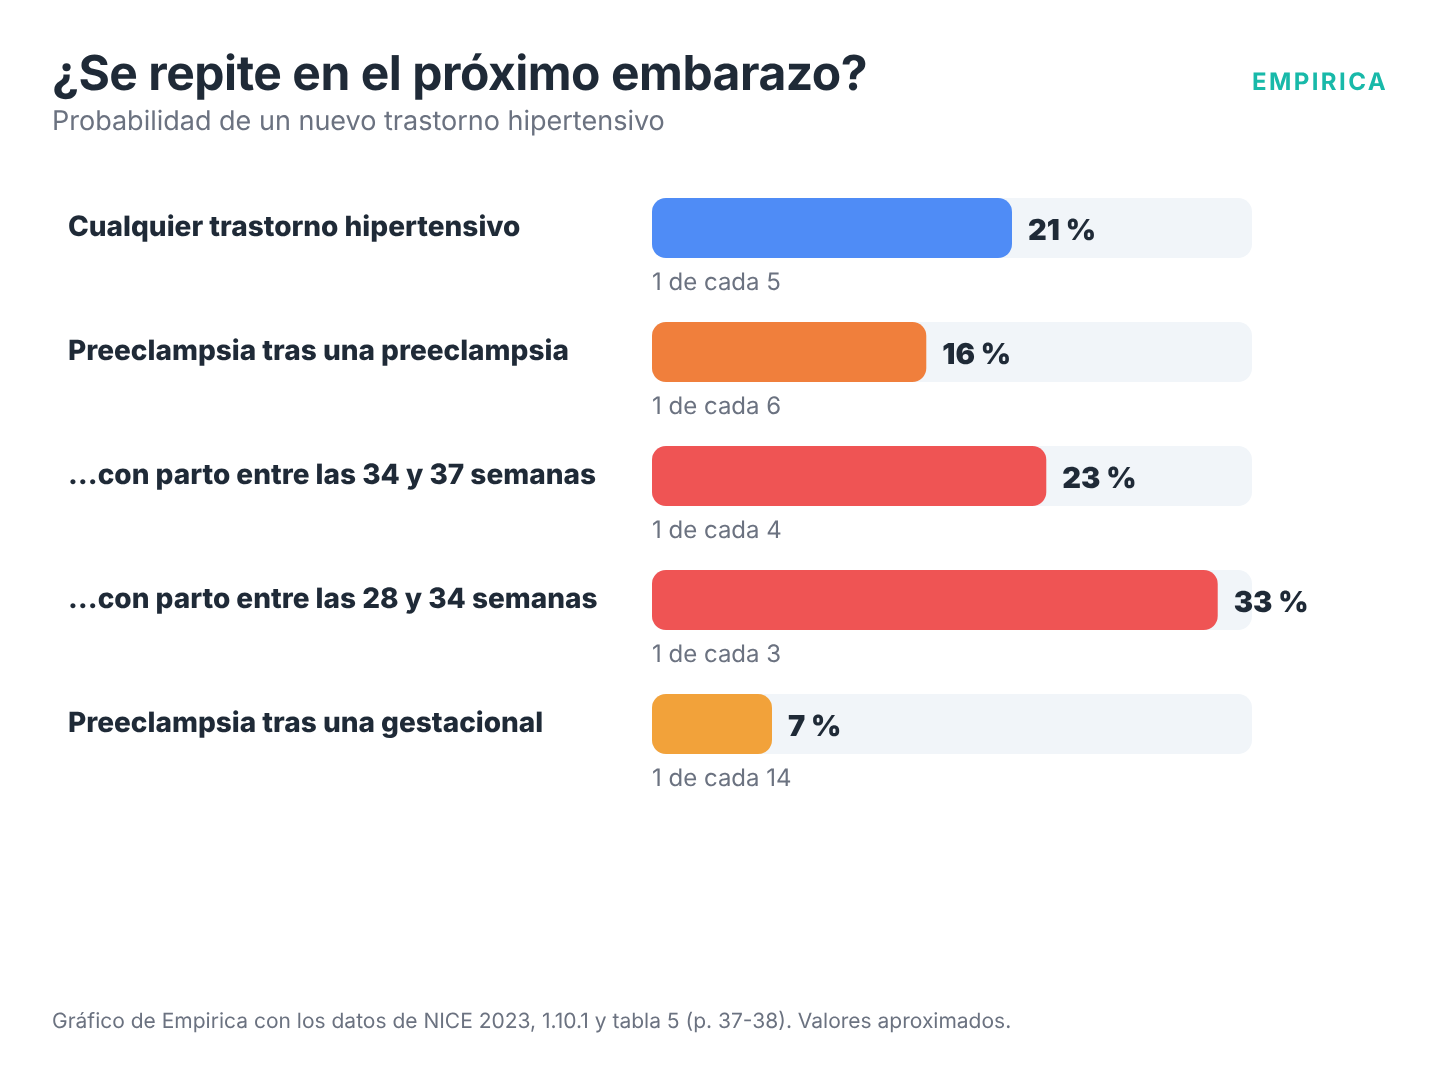 ¿Se repite en el próximo embarazo?
EMPIRICA
Probabilidad de un nuevo trastorno hipertensivo
Cualquier trastorno hipertensivo
21 %
1 de cada 5
Preeclampsia tras una preeclampsia
16 %
1 de cada 6
…con parto entre las 34 y 37 semanas
23 %
1 de cada 4
…con parto entre las 28 y 34 semanas
33 %
1 de cada 3
Preeclampsia tras una gestacional
7 %
1 de cada 14
Gráfico de Empirica con los datos de NICE 2023, 1.10.1 y tabla 5 (p. 37-38). Valores aproximados.